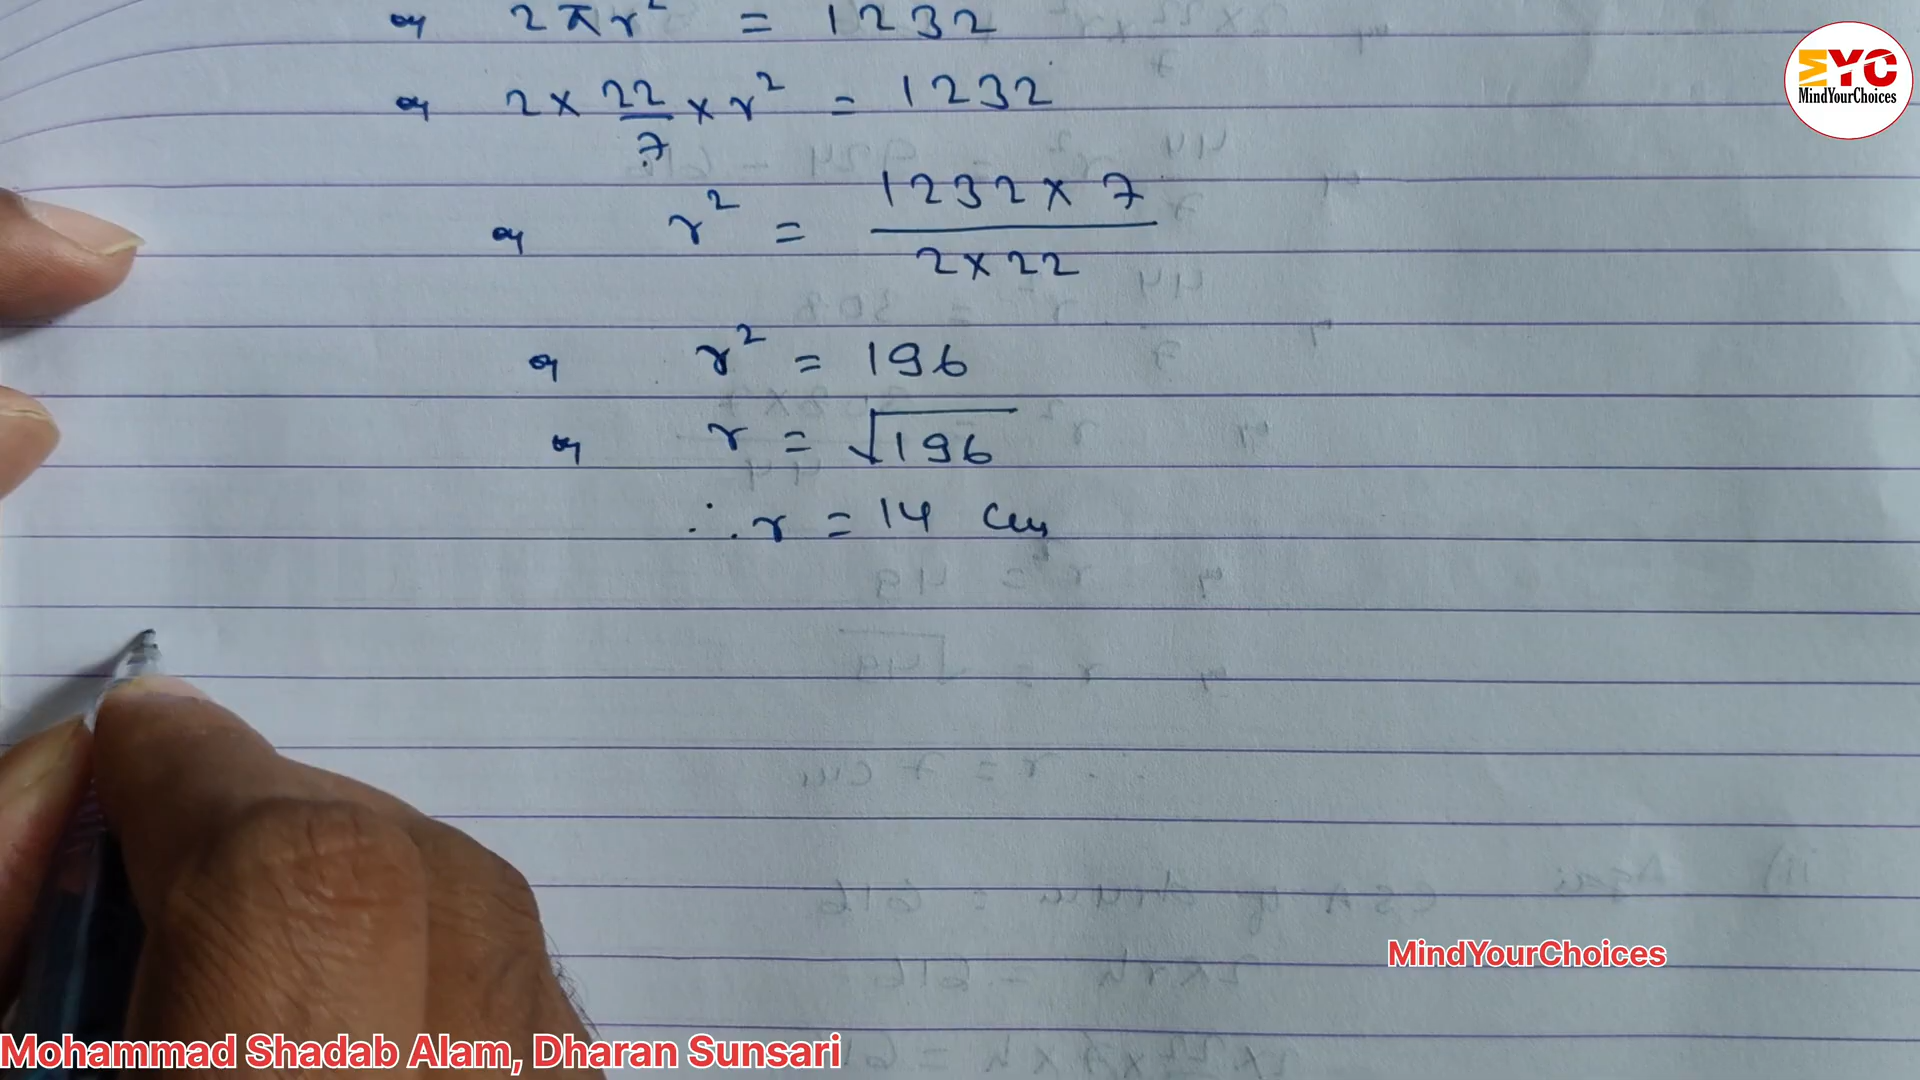 or 2πr² = 1232
or 2 × 22/7 × r² = 1232
or r² = 1232 × 7 / 2 × 22
or r² = 196
or r = √196
∴ r = 14 cm
MYC
MindYourChoices
MindYourChoices
Mohammad Shadab Alam, Dharan Sunsari